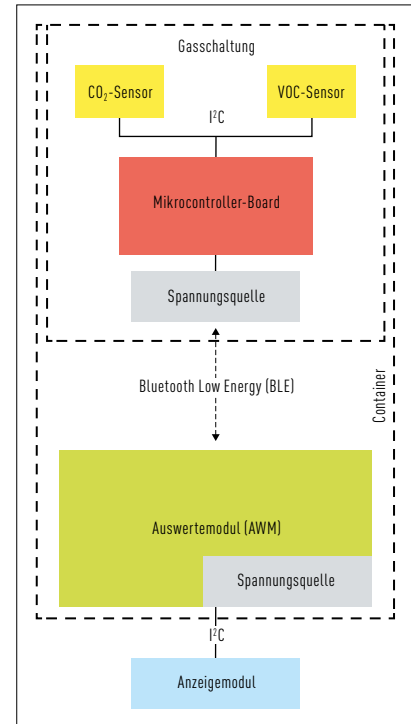 Gasschaltung
CO₂-Sensor
VOC-Sensor
I²C
Mikrocontroller-Board
Spannungsquelle
Bluetooth Low Energy (BLE)
Container
Auswertemodul (AWM)
Spannungsquelle
I²C
Anzeigemodul